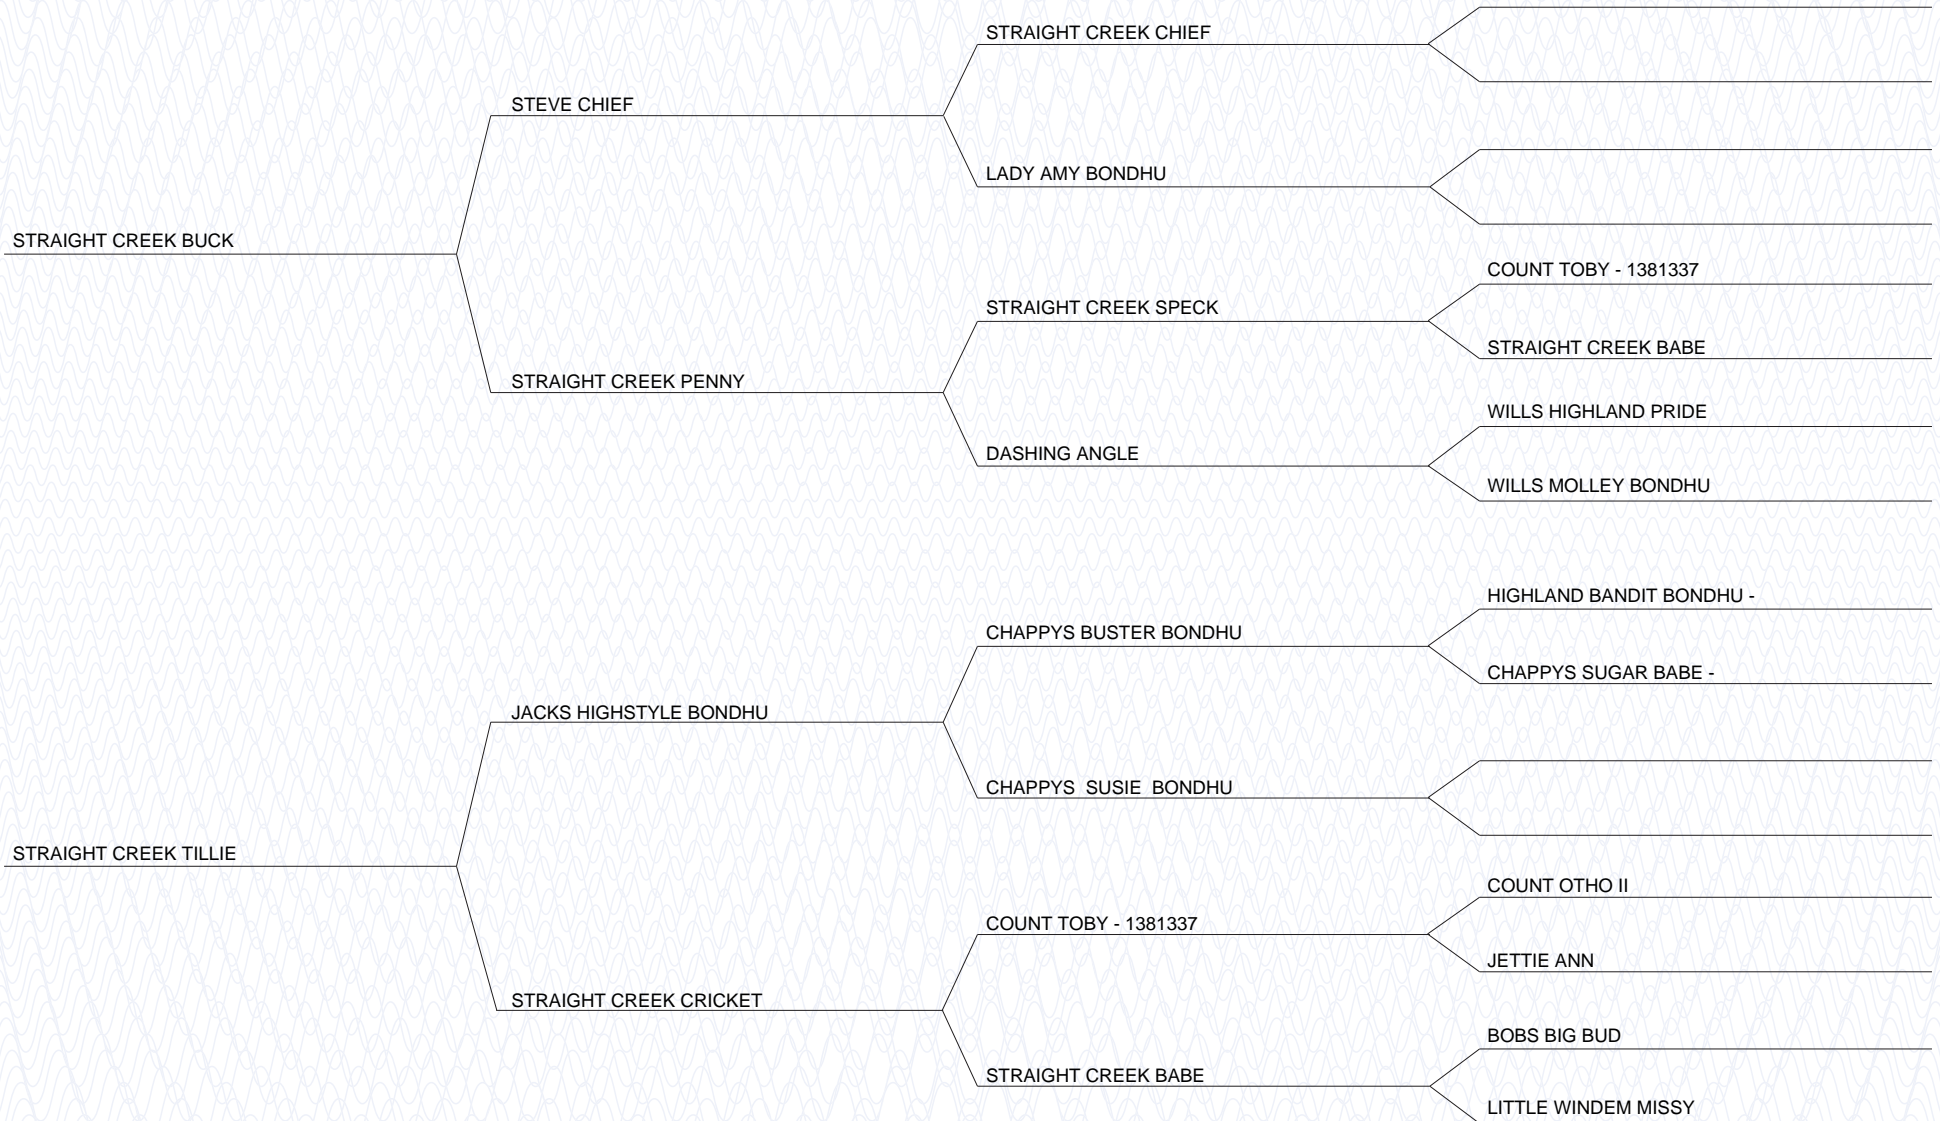 STRAIGHT CREEK CHIEF
STEVE CHIEF
LADY AMY BONDHU
STRAIGHT CREEK BUCK
COUNT TOBY - 1381337
STRAIGHT CREEK SPECK
STRAIGHT CREEK BABE
STRAIGHT CREEK PENNY
WILLS HIGHLAND PRIDE
DASHING ANGLE
WILLS MOLLEY BONDHU
HIGHLAND BANDIT BONDHU -
CHAPPYS BUSTER BONDHU
CHAPPYS SUGAR BABE -
JACKS HIGHSTYLE BONDHU
CHAPPYS  SUSIE  BONDHU
STRAIGHT CREEK TILLIE
COUNT OTHO II
COUNT TOBY - 1381337
JETTIE ANN
STRAIGHT CREEK CRICKET
BOBS BIG BUD
STRAIGHT CREEK BABE
LITTLE WINDEM MISSY